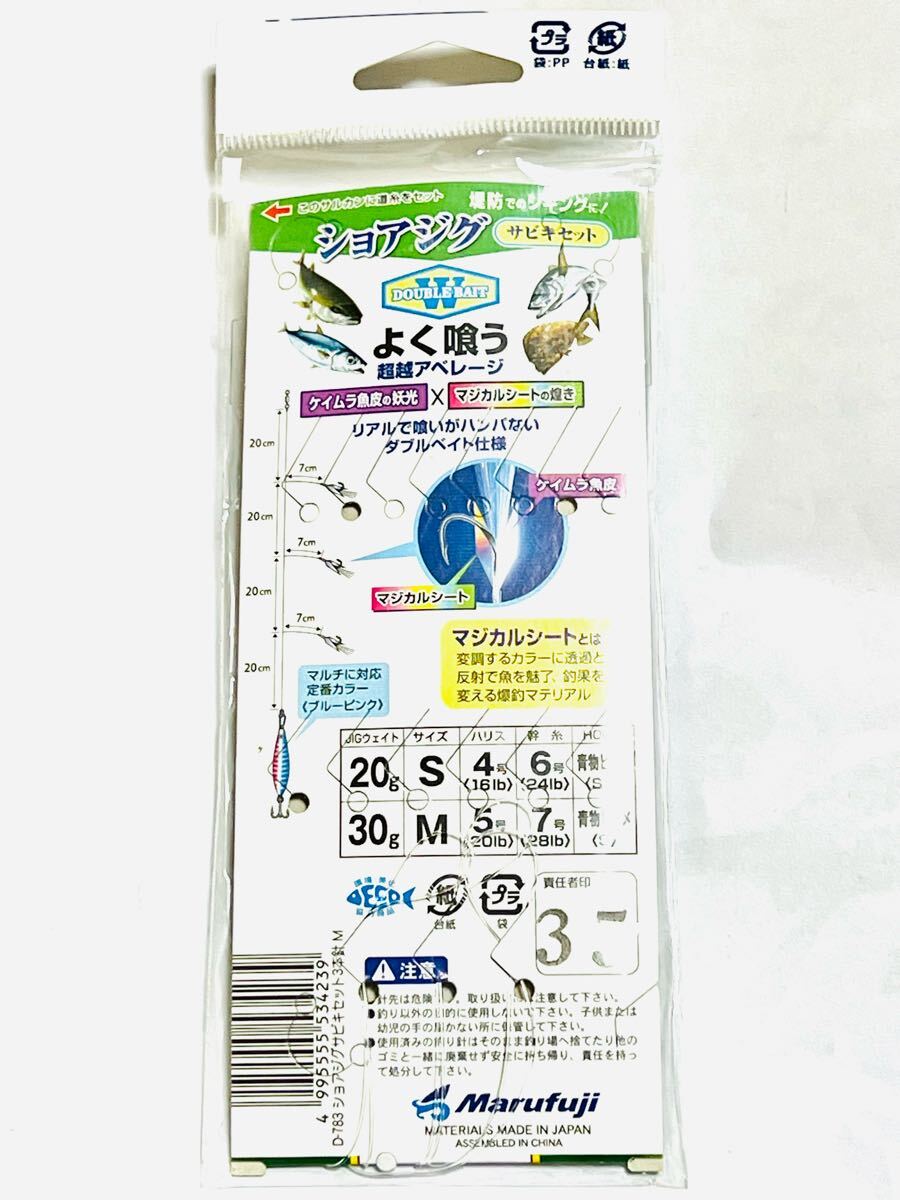 プラ
袋:PP
紙
台紙:紙
このサルカンに道糸をセット
堤防でのジギングに!
ショアジグ
サビキセット
DOUBLE BAIT
W
よく喰う
超越アベレージ
ケイムラ魚皮の妖光 X マジカルシートの煌き
リアルで喰いがハンパない
ダブルベイト仕様
20cm
7cm
20cm
7cm
20cm
7cm
20cm
ケイムラ魚皮
マジカルシート
マジカルシートとは
変調するカラーに透過と
反射で魚を魅了、釣果を
変える爆釣マテリアル
マルチに対応
定番カラー
〈ブルーピンク〉
JIGウェイト サイズ ハリス 幹糸
20g S 4号 6号 青物
〈16lb〉 〈24lb〉
30g M 5号 7号 青物
〈20lb〉 〈28lb〉
ECO
紙
台紙
プラ
袋
責任者印
3
注意
針先は危険 取り扱い 注意して下さい。
●釣り以外の目的に使用しないで下さい。子供または
幼児の手の届かない所に保管して下さい。
●使用済みの釣り針はそのまま釣り場へ捨てたり他の
ゴミと一緒に廃棄せず安全に持ち帰り、責任を持っ
て処分して下さい。
4 995555 534239
D-783 ショアジグサビキセット3本針 M
Marufuji
MATERIALS MADE IN JAPAN
ASSEMBLED IN CHINA